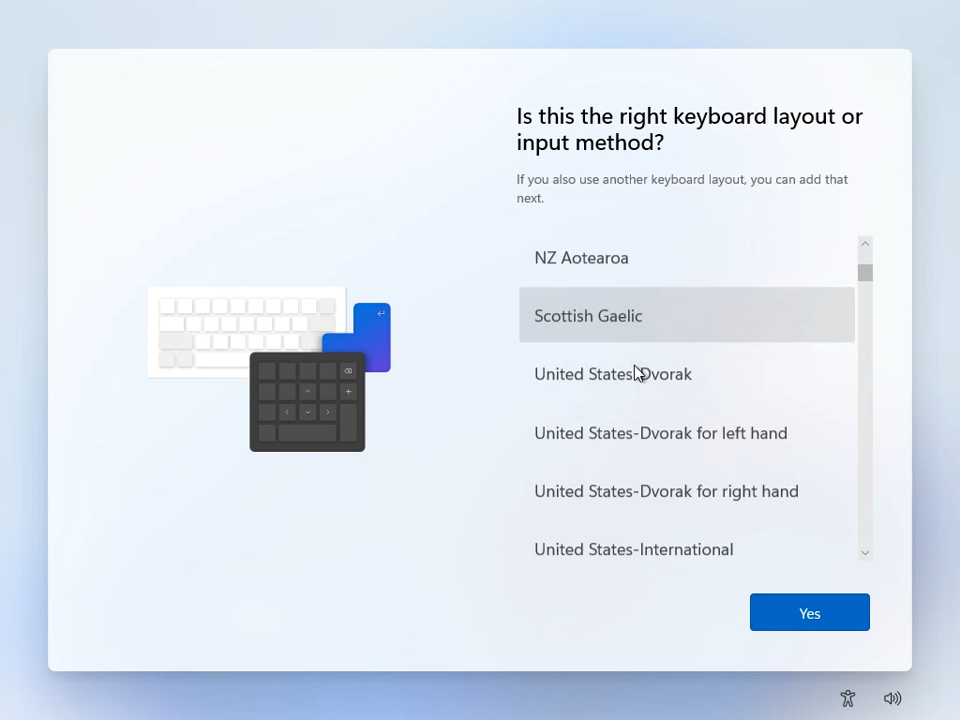 Is this the right keyboard layout or
input method?
If you also use another keyboard layout, you can add that
next.
NZ Aotearoa
Scottish Gaelic
United States-Dvorak
United States-Dvorak for left hand
United States-Dvorak for right hand
United States-International
Yes